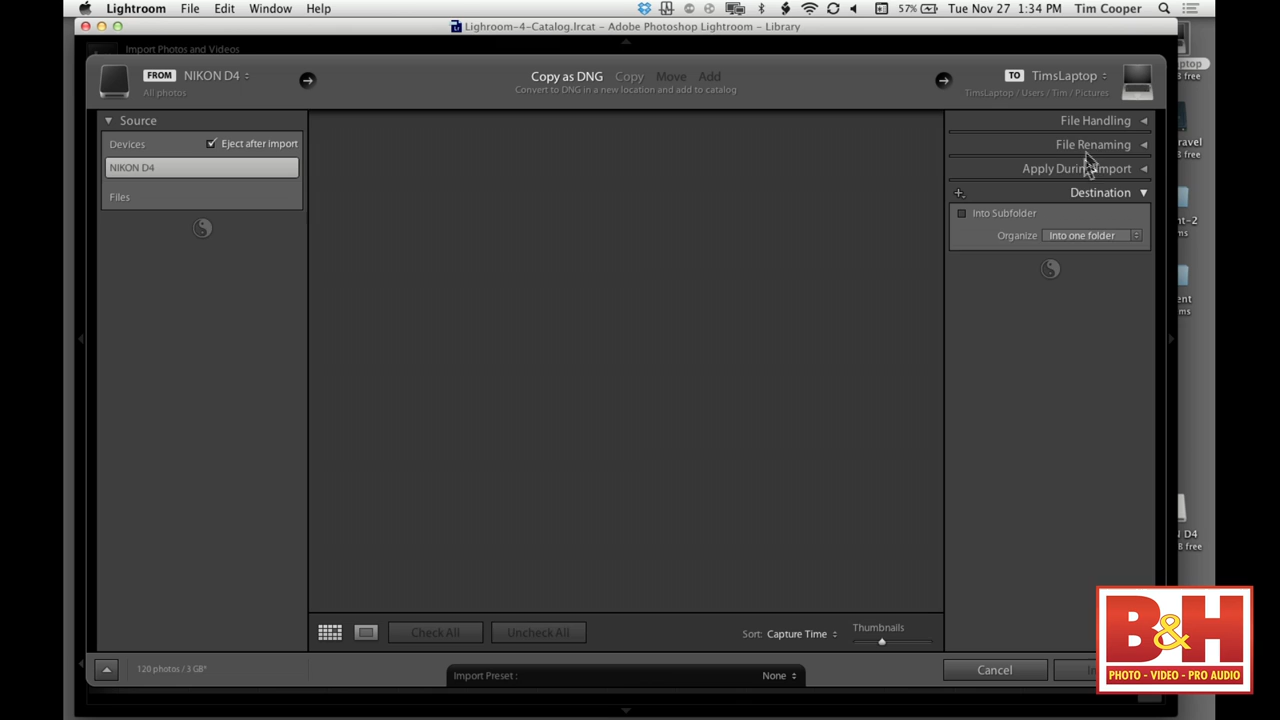 Lightroom File Edit Window Help
57% Tue Nov 27 1:34 PM Tim Cooper
Lighroom-4-Catalog.lrcat – Adobe Photoshop Lightroom – Library
Import Photos and Videos
FROM NIKON D4
All photos
Copy as DNG Copy Move Add
Convert to DNG in a new location and add to catalog
TO TimsLaptop
TimsLaptop / Users / Tim / Pictures
Source
Devices Eject after import
NIKON D4
Files
File Handling
File Renaming
Apply During Import
Destination
Into Subfolder
Organize Into one folder
Check All Uncheck All
Sort: Capture Time
Thumbnails
120 photos / 3 GB*
Import Preset : None
Cancel
B&H
PHOTO - VIDEO - PRO AUDIO